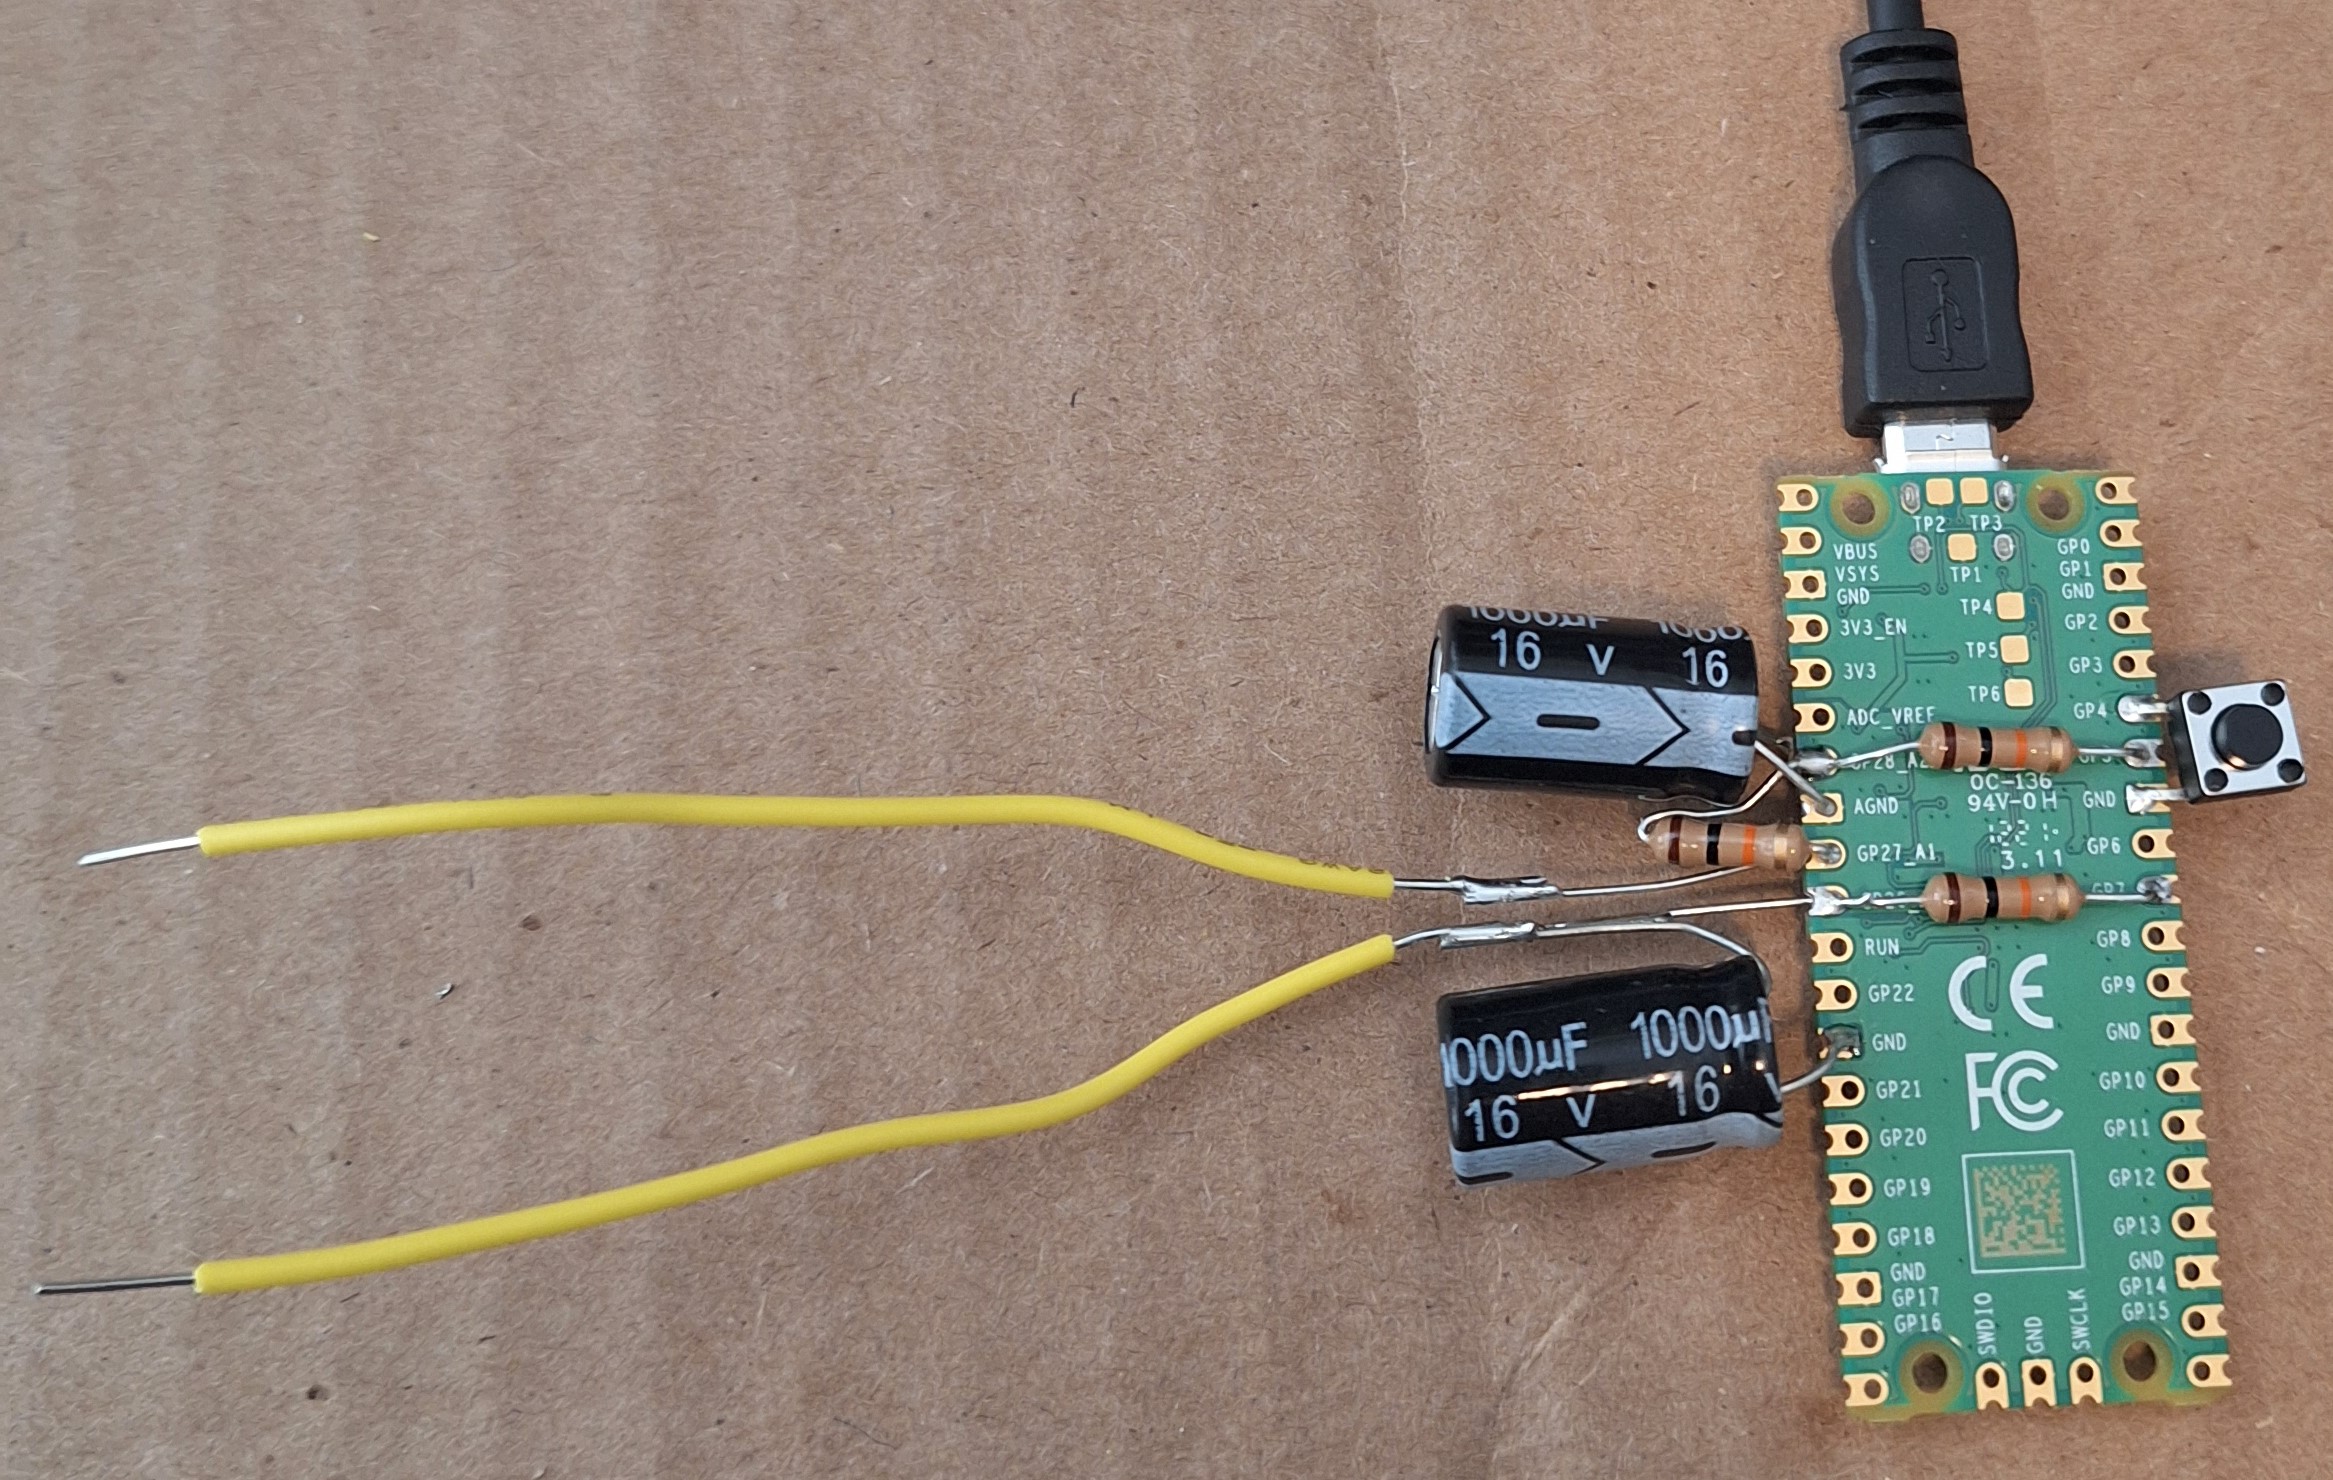 1000µF
16 V 16
–
1000µF 1000µ
16 V 16 V
TP2 TP3
VBUS
VSYS
GND
3V3_EN
3V3
ADC_VREF
GP28_A2
AGND
GP27_A1
RUN
GP22
GND
GP21
GP20
GP19
GP18
GND
GP17
GP16
TP1
TP4
TP5
TP6
OC-136
94V-0H
3.11
CE
FC
SWDIO
GND
SWCLK
GP0
GP1
GND
GP2
GP3
GP4
GND
GP6
GP7
GP8
GP9
GND
GP10
GP11
GP12
GP13
GND
GP14
GP15